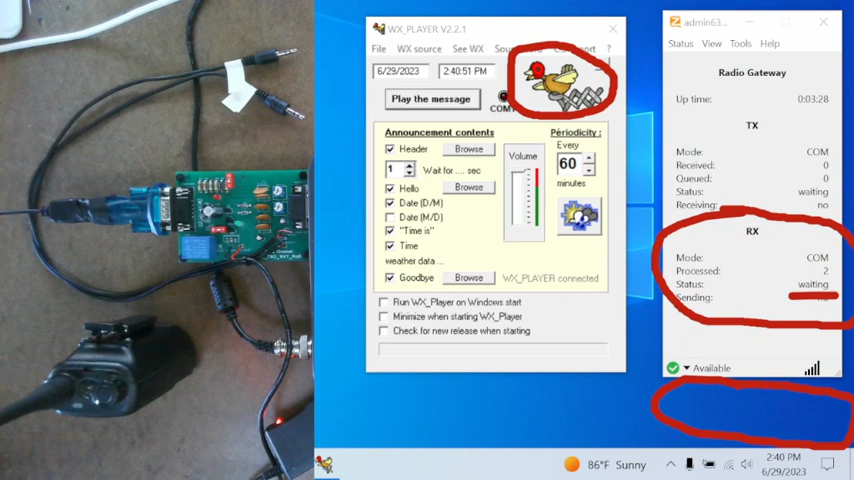 WX_PLAYER V2.2.1
File WX source See WX
?
6/29/2023 2:40:51 PM
Play the message
COM
Announcement contents
Header Browse
1 Wait for .... sec
Hello Browse
Date (D/M)
Date (M/D)
"Time is"
Time
weather data ...
Goodbye Browse WX_PLAYER connected
Volume
Périodicity :
Every
60
minutes
Run WX_Player on Windows start
Minimize when starting WX_Player
Check for new release when starting
admin63...
Status View Tools Help
Radio Gateway
Up time: 0:03:28
TX
Mode: COM
Received: 0
Queued: 0
Status: waiting
Receiving: no
RX
Mode: COM
Processed: 2
Status: waiting
Sending: no
Available
86°F Sunny
2:40 PM
6/29/2023